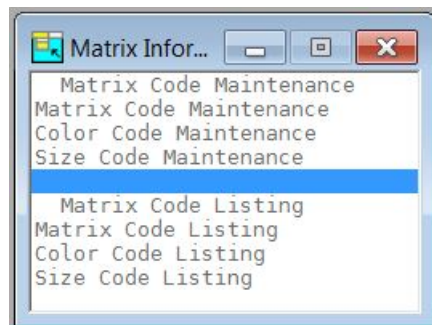 Matrix Infor...
Matrix Code Maintenance
Matrix Code Maintenance
Color Code Maintenance
Size Code Maintenance
Matrix Code Listing
Matrix Code Listing
Color Code Listing
Size Code Listing